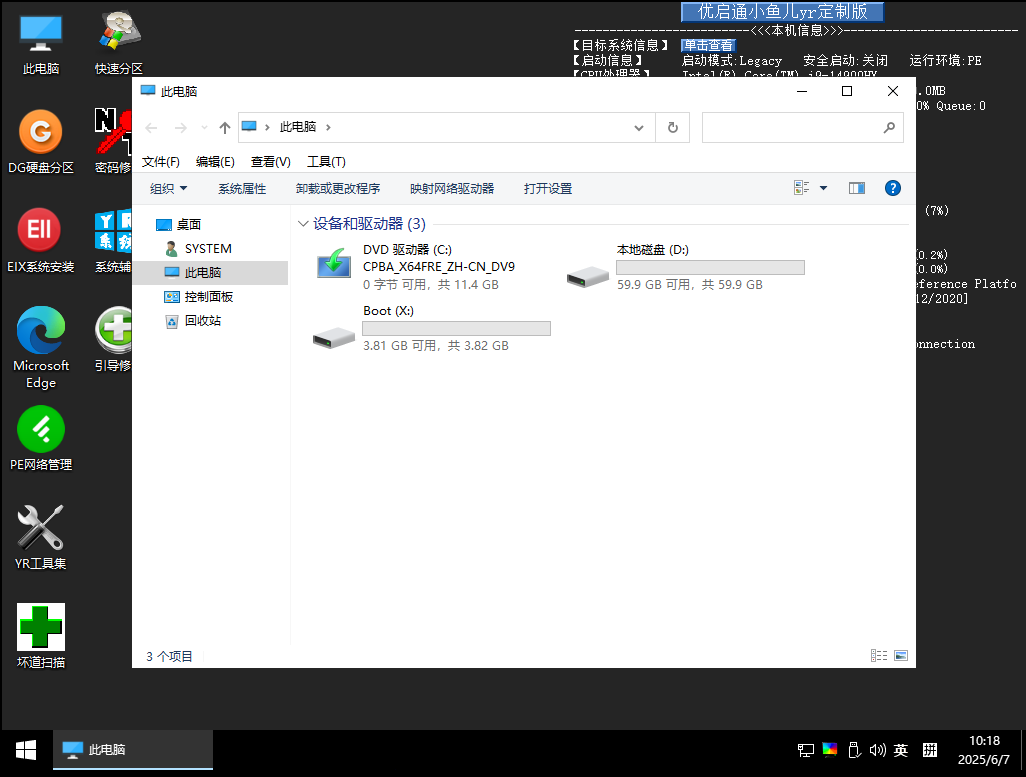 优启通小鱼儿yr定制版
------------------------<<<本机信息>>>------------------------
【目标系统信息】 单击查看
【启动信息】 启动模式:Legacy 安全启动:关闭 运行环境:PE
【CPU处理器】 Intel(R) Core(TM) i9-14900HX
.0MB
0% Queue:0
(7%)
0.2%)
(0.0%)
eference Platfo
12/2020]
onnection
此电脑
快速分区
DG硬盘分区
密码修
EIX系统安装
系统辅
Microsoft
Edge
引导修
PE网络管理
YR工具集
坏道扫描
此电脑
此电脑
文件(F) 编辑(E) 查看(V) 工具(T)
组织 系统属性 卸载或更改程序 映射网络驱动器 打开设置
桌面
SYSTEM
此电脑
控制面板
回收站
设备和驱动器 (3)
DVD 驱动器 (C:)
CPBA_X64FRE_ZH-CN_DV9
0 字节 可用，共 11.4 GB
本地磁盘 (D:)
59.9 GB 可用，共 59.9 GB
Boot (X:)
3.81 GB 可用，共 3.82 GB
3 个项目
此电脑
英
拼
10:18
2025/6/7